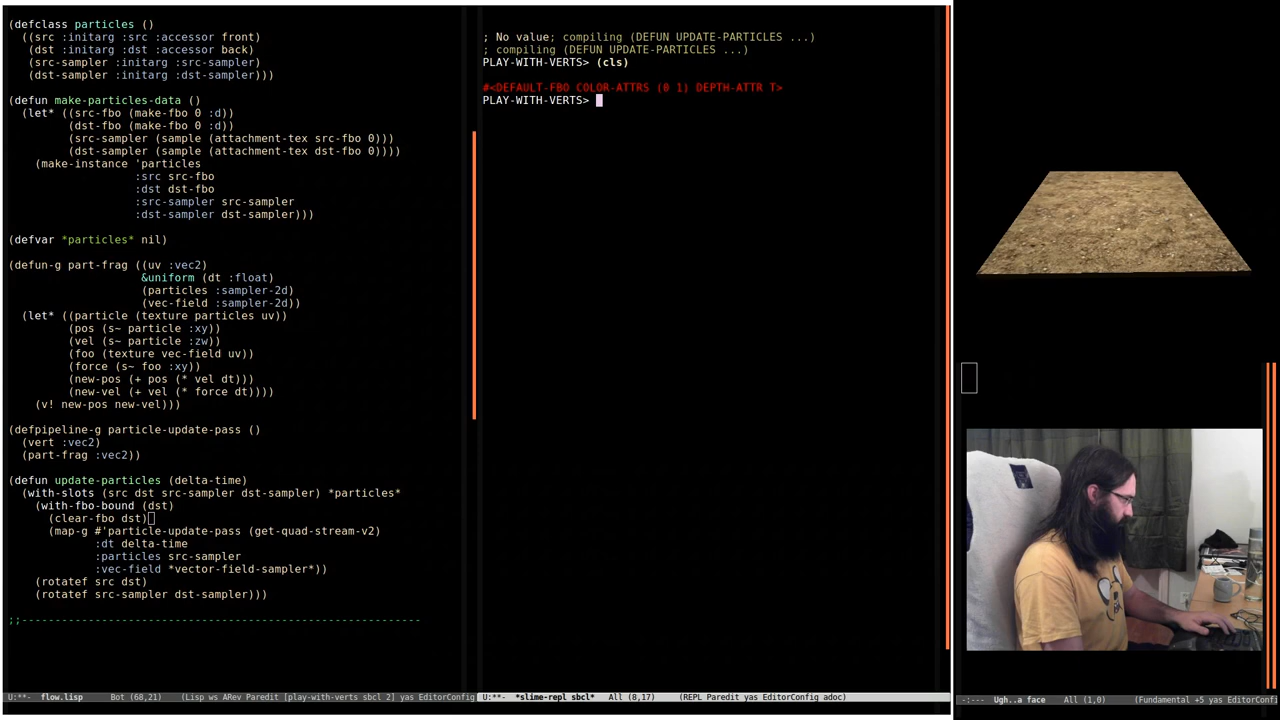 (defclass particles ()
  ((src :initarg :src :accessor front)
   (dst :initarg :dst :accessor back)
   (src-sampler :initarg :src-sampler)
   (dst-sampler :initarg :dst-sampler)))
(defun make-particles-data ()
  (let* ((src-fbo (make-fbo 0 :d))
         (dst-fbo (make-fbo 0 :d))
         (src-sampler (sample (attachment-tex src-fbo 0)))
         (dst-sampler (sample (attachment-tex dst-fbo 0))))
    (make-instance 'particles
                   :src src-fbo
                   :dst dst-fbo
                   :src-sampler src-sampler
                   :dst-sampler dst-sampler)))
(defvar *particles* nil)
(defun-g part-frag ((uv :vec2)
                    &uniform (dt :float)
                    (particles :sampler-2d)
                    (vec-field :sampler-2d))
  (let* ((particle (texture particles uv))
         (pos (s~ particle :xy))
         (vel (s~ particle :zw))
         (foo (texture vec-field uv))
         (force (s~ foo :xy))
         (new-pos (+ pos (* vel dt)))
         (new-vel (+ vel (* force dt))))
    (v! new-pos new-vel)))
(defpipeline-g particle-update-pass ()
  (vert :vec2)
  (part-frag :vec2))
(defun update-particles (delta-time)
  (with-slots (src dst src-sampler dst-sampler) *particles*
    (with-fbo-bound (dst)
      (clear-fbo dst)
      (map-g #'particle-update-pass (get-quad-stream-v2)
             :dt delta-time
             :particles src-sampler
             :vec-field *vector-field-sampler*))
    (rotatef src dst)
    (rotatef src-sampler dst-sampler)))
;;------------------------------------------------------------
U:**-  flow.lisp      Bot (68,21)     (Lisp ws ARev Paredit [play-with-verts sbcl 2] yas EditorConfig
; No value; compiling (DEFUN UPDATE-PARTICLES ...)
; compiling (DEFUN UPDATE-PARTICLES ...)
PLAY-WITH-VERTS> (cls)
#<DEFAULT-FBO COLOR-ATTRS (0 1) DEPTH-ATTR T>
PLAY-WITH-VERTS>
U:**-  *slime-repl sbcl*   All (8,17)     (REPL Paredit yas EditorConfig adoc)
-:---  Ugh..a face    All (1,0)      (Fundamental +5 yas EditorConfi